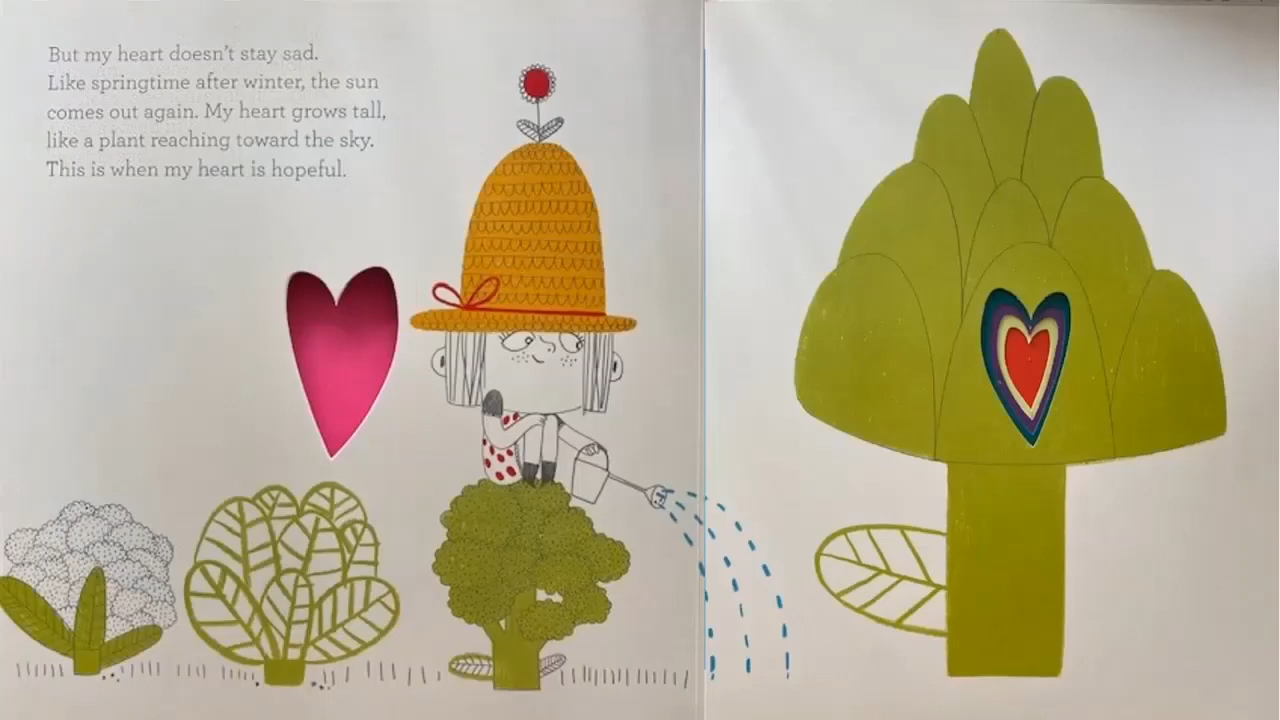 But my heart doesn't stay sad.
Like springtime after winter, the sun
comes out again. My heart grows tall,
like a plant reaching toward the sky.
This is when my heart is hopeful.